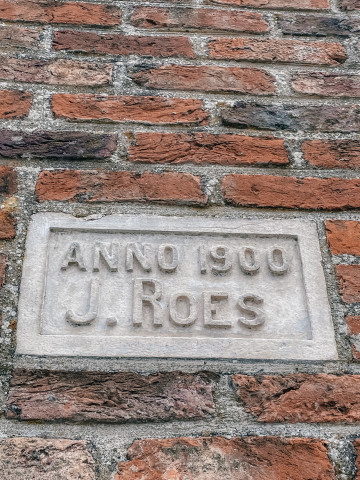 ANNO 1900
J. ROES